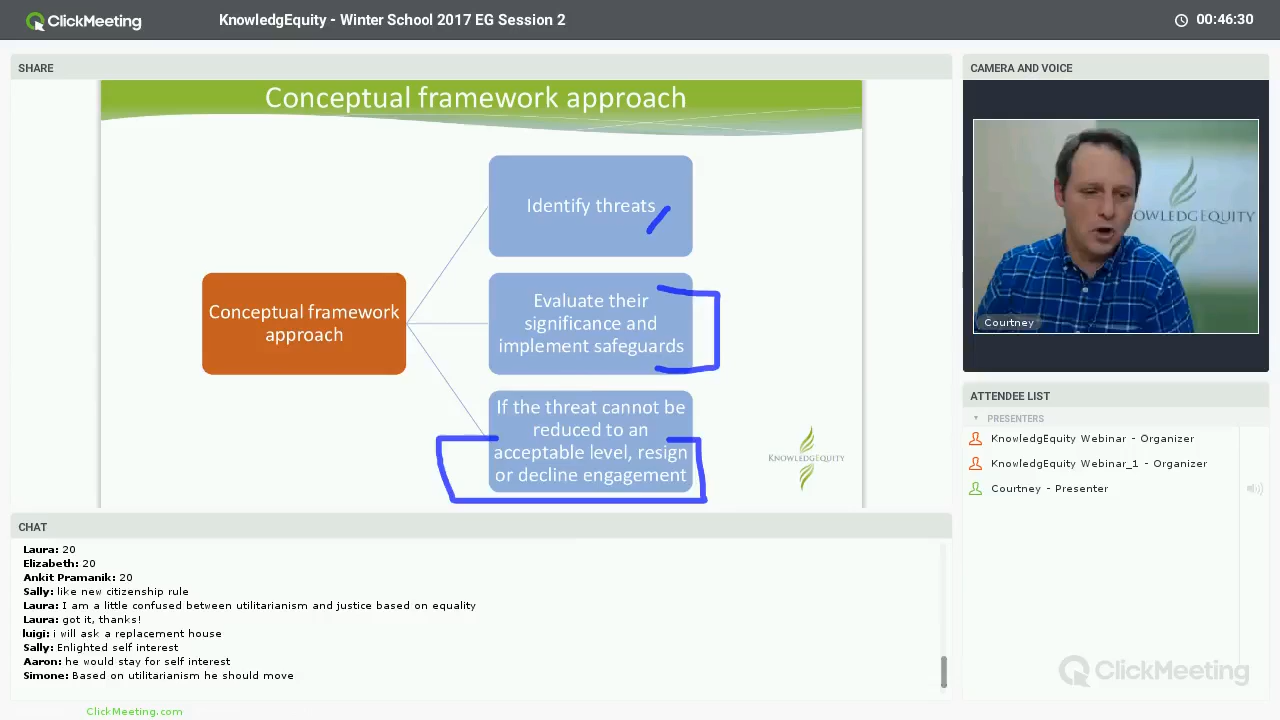 ClickMeeting
KnowledgEquity - Winter School 2017 EG Session 2
00:46:30
SHARE
Conceptual framework approach
Identify threats
Conceptual framework
approach
Evaluate their
significance and
implement safeguards
If the threat cannot be
reduced to an
acceptable level, resign
or decline engagement
KNOWLEDGEQUITY
CAMERA AND VOICE
OWLEDGEQUITY
Courtney
ATTENDEE LIST
PRESENTERS
KnowledgEquity Webinar - Organizer
KnowledgEquity Webinar_1 - Organizer
Courtney - Presenter
CHAT
Laura: 20
Elizabeth: 20
Ankit Pramanik: 20
Sally: like new citizenship rule
Laura: I am a little confused between utilitarianism and justice based on equality
Laura: got it, thanks!
luigi: i will ask a replacement house
Sally: Enlighted self interest
Aaron: he would stay for self interest
Simone: Based on utilitarianism he should move
ClickMeeting
ClickMeeting.com